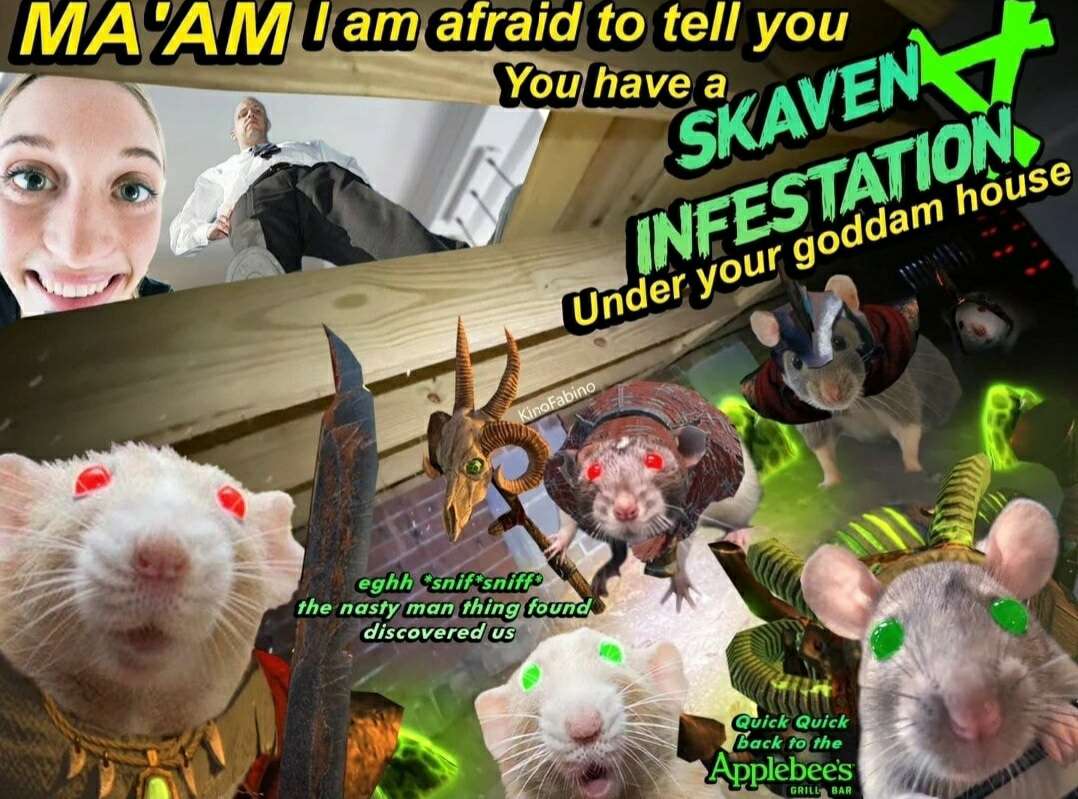 MA'AM I am afraid to tell you
You have a
SKAVEN
INFESTATION
Under your goddam house
KinoFabino
eghh *snif*sniff*
the nasty man thing found
discovered us
Quick Quick
back to the
Applebee's
GRILL BAR